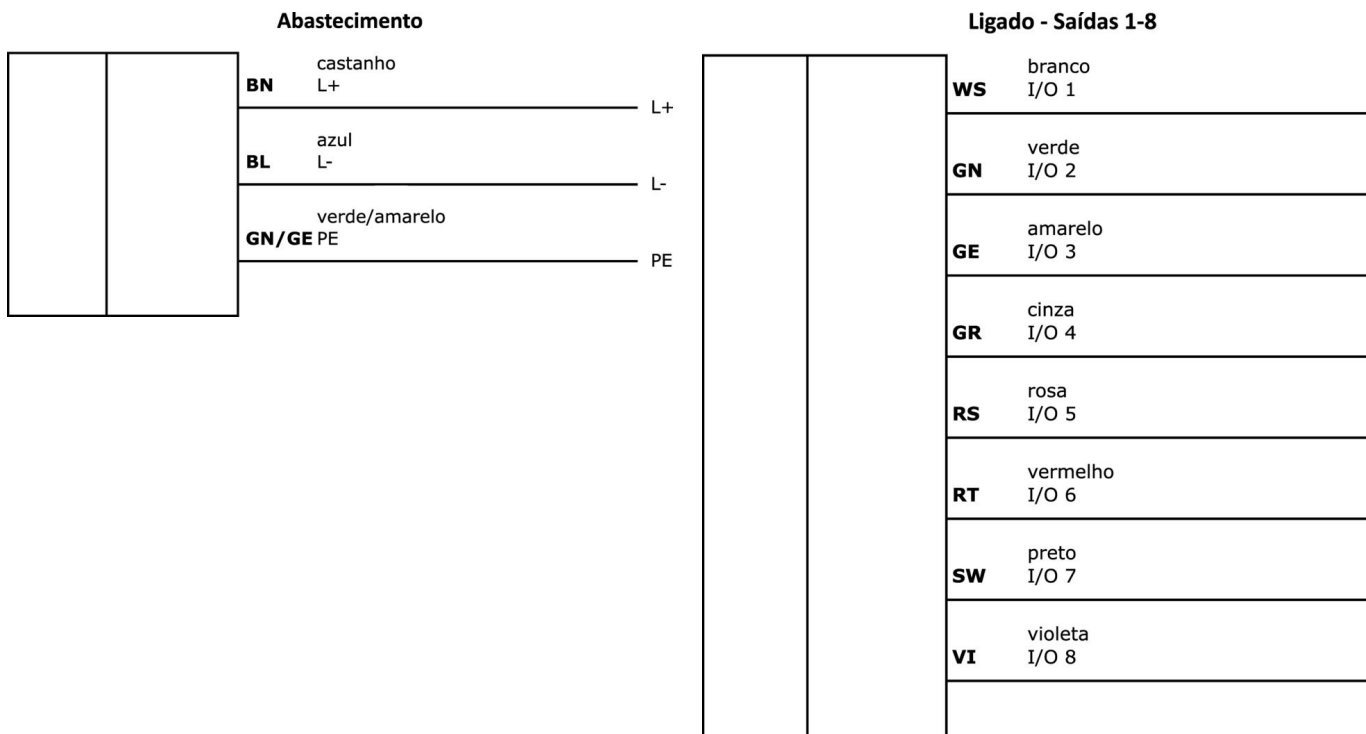 Abastecimento
castanho
BN L+
L+
azul
BL L-
L-
verde/amarelo
GN/GE PE
PE
Ligado - Saídas 1-8
branco
WS I/O 1
verde
GN I/O 2
amarelo
GE I/O 3
cinza
GR I/O 4
rosa
RS I/O 5
vermelho
RT I/O 6
preto
SW I/O 7
violeta
VI I/O 8